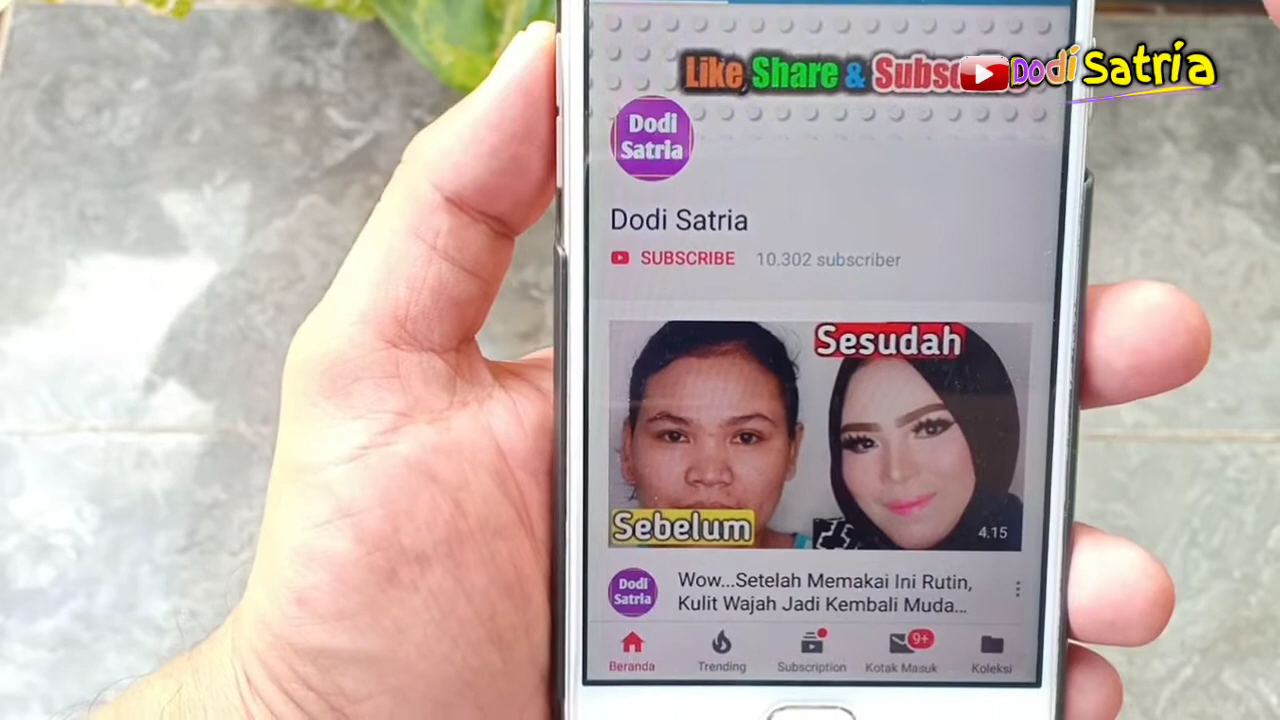 Like, Share &
Dodi Satria
Dodi
Satria
Dodi Satria
SUBSCRIBE 10.302 subscriber
Sesudah
Sebelum
4.15
Dodi
Satria
Wow...Setelah Memakai Ini Rutin,
Kulit Wajah Jadi Kembali Muda...
9+
Beranda Trending Subscription Kotak Masuk Koleksi